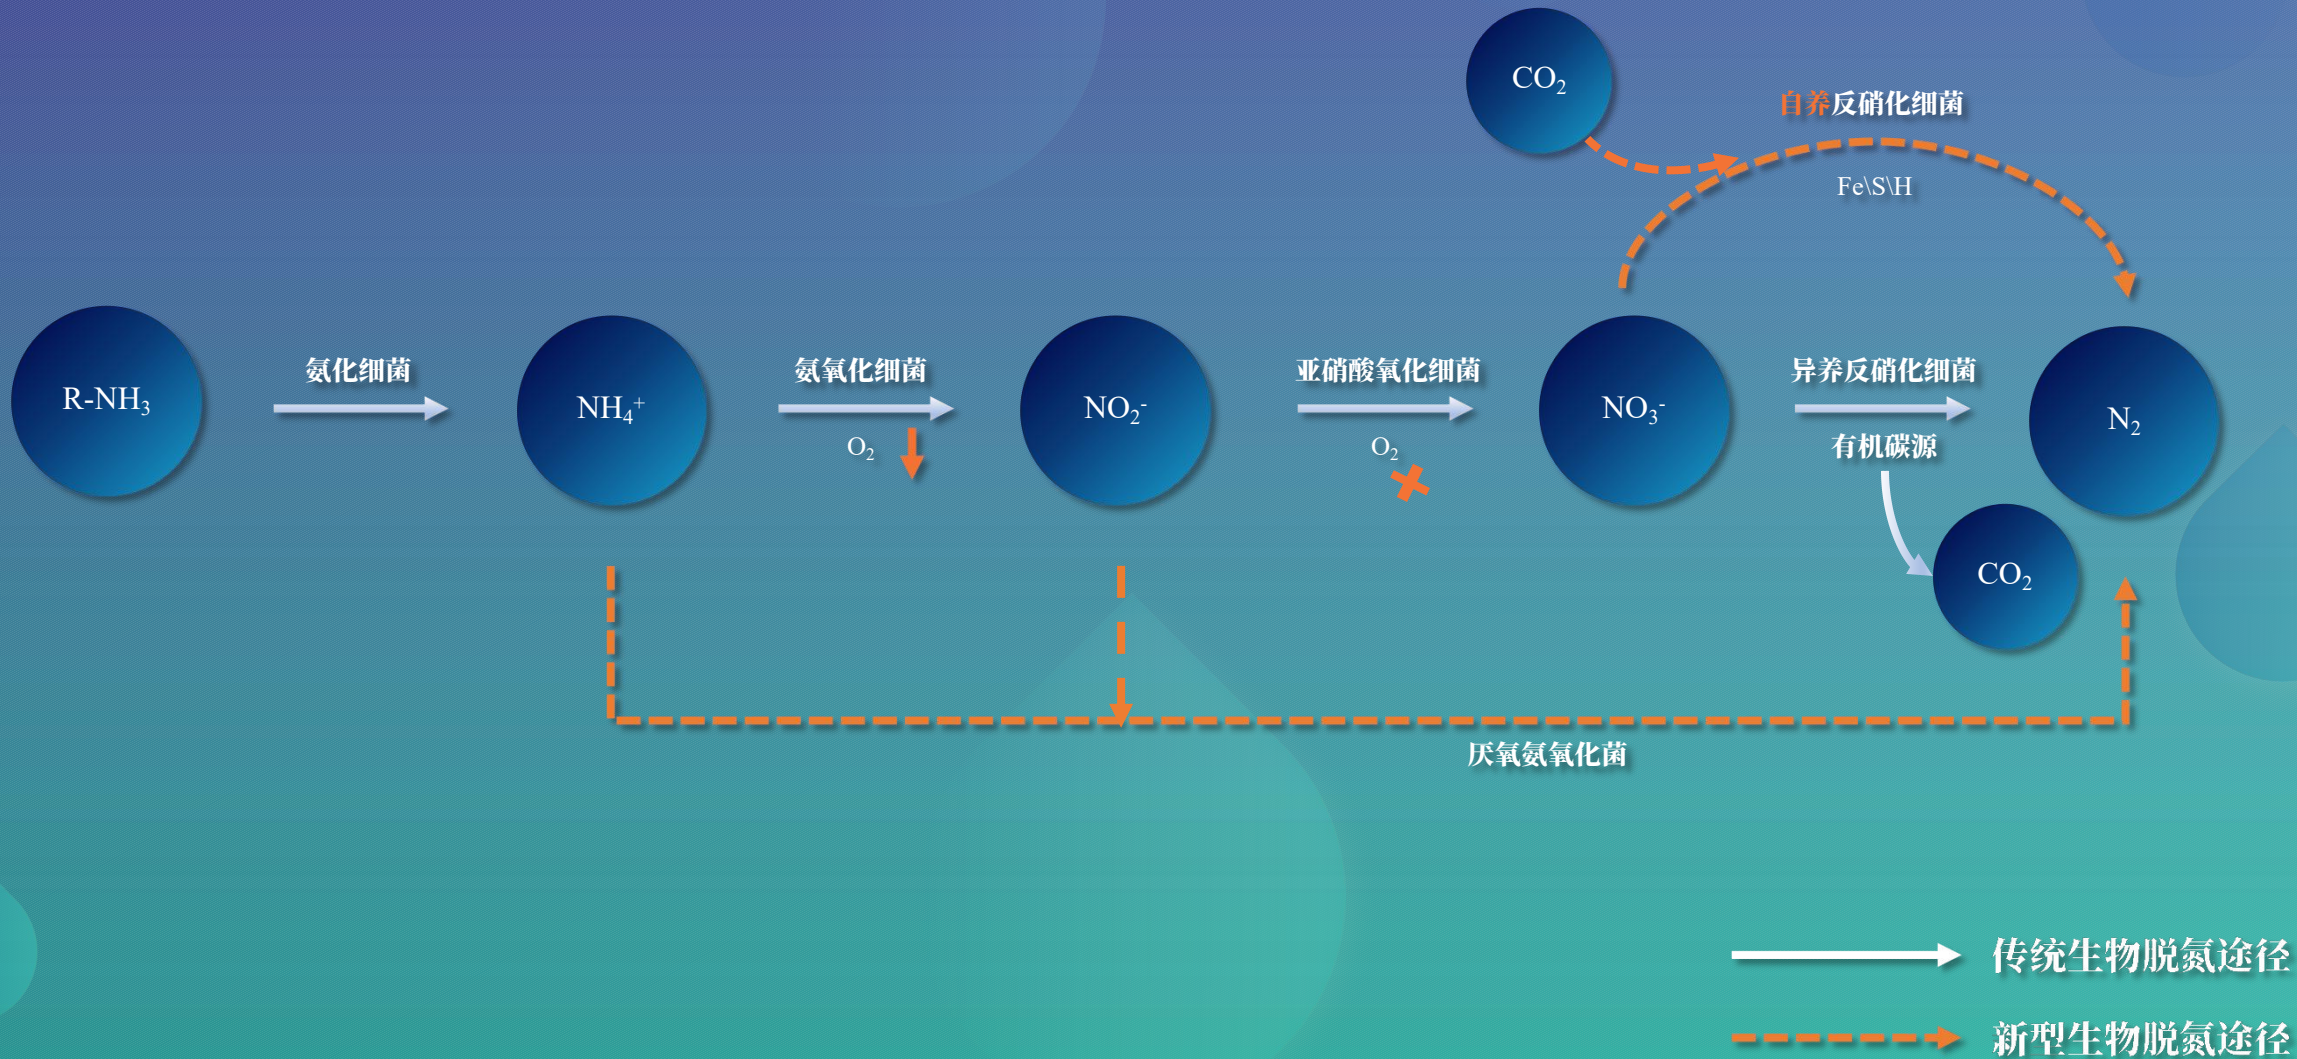 CO₂
自养反硝化细菌
Fe\S\H
R-NH₃
氨化细菌
NH₄⁺
氨氧化细菌
O₂
NO₂⁻
亚硝酸氧化细菌
O₂
NO₃⁻
异养反硝化细菌
有机碳源
N₂
CO₂
厌氧氨氧化菌
传统生物脱氮途径
新型生物脱氮途径